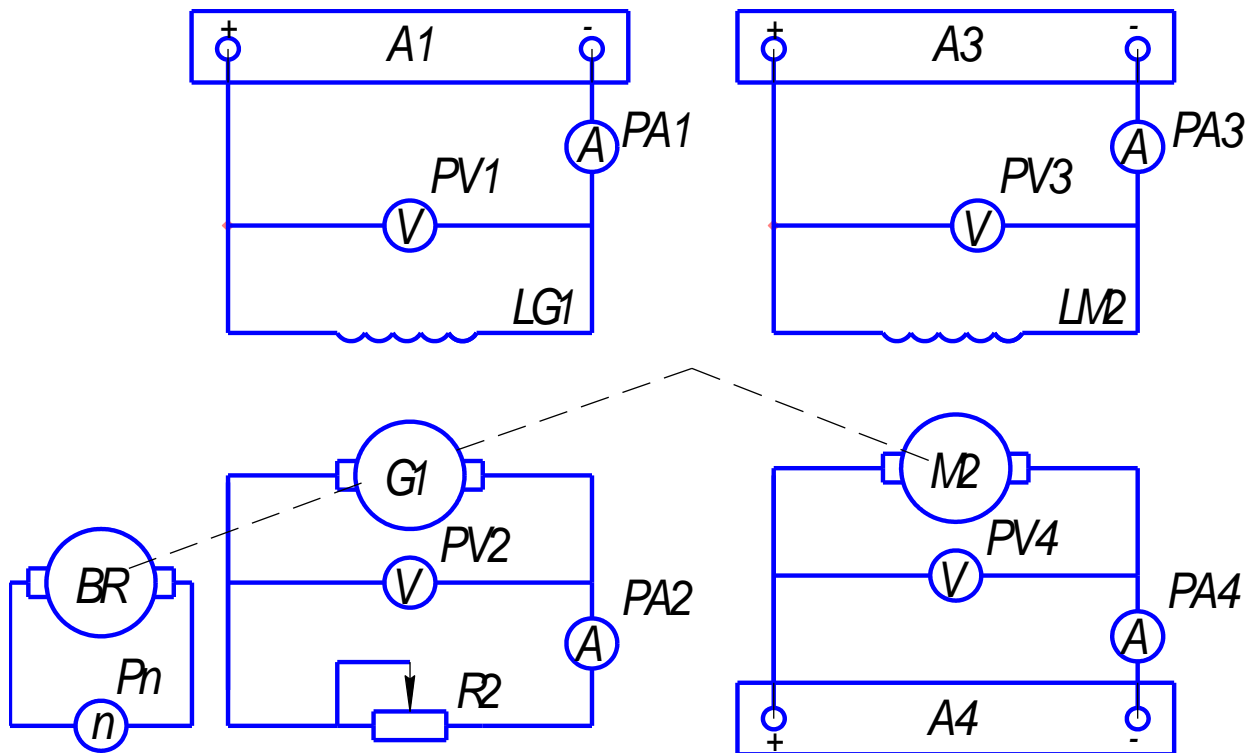 + A1 - + A3 -
PA1 PA3
A A
PV1 PV3
V V
LG1 LM2
G1 M2
PV2 PV4
BR V V
PA2 PA4
A A
Pn R2
n A4
+ -